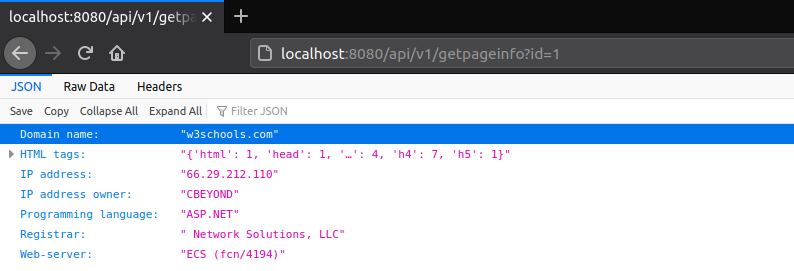 localhost:8080/api/v1/getpa
localhost:8080/api/v1/getpageinfo?id=1
JSON Raw Data Headers
Save Copy Collapse All Expand All Filter JSON
Domain name: "w3schools.com"
HTML tags: "{'html': 1, 'head': 1, '…': 4, 'h4': 7, 'h5': 1}"
IP address: "66.29.212.110"
IP address owner: "CBEYOND"
Programming language: "ASP.NET"
Registrar: " Network Solutions, LLC"
Web-server: "ECS (fcn/4194)"